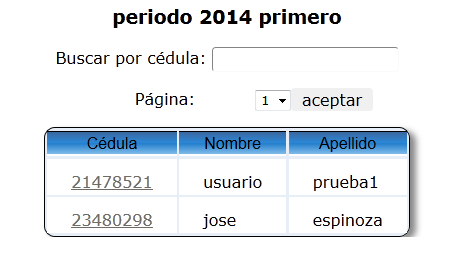 periodo 2014 primero
Buscar por cédula:
Página: 1 aceptar
Cédula Nombre Apellido
21478521 usuario prueba1
23480298 jose espinoza